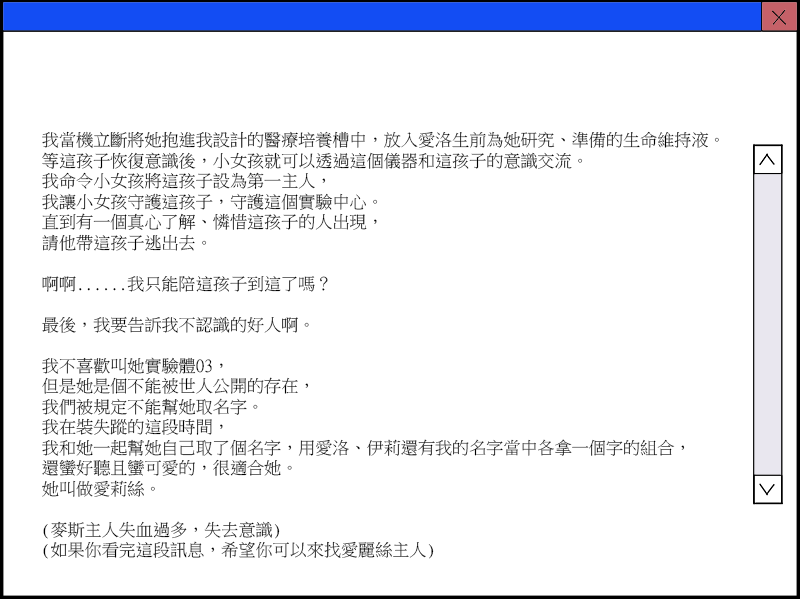 我當機立斷將她抱進我設計的醫療培養槽中，放入愛洛生前為她研究、準備的生命維持液。
等這孩子恢復意識後，小女孩就可以透過這個儀器和這孩子的意識交流。
我命令小女孩將這孩子設為第一主人，
我讓小女孩守護這孩子，守護這個實驗中心。
直到有一個真心了解、憐惜這孩子的人出現，
請他帶這孩子逃出去。
啊啊......我只能陪這孩子到這了嗎？
最後，我要告訴我不認識的好人啊。
我不喜歡叫她實驗體03，
但是她是個不能被世人公開的存在，
我們被規定不能幫她取名字。
我在裝失蹤的這段時間，
我和她一起幫她自己取了個名字，用愛洛、伊莉還有我的名字當中各拿一個字的組合，
還蠻好聽且蠻可愛的，很適合她。
她叫做愛莉絲。
(麥斯主人失血過多，失去意識)
(如果你看完這段訊息，希望你可以來找愛麗絲主人)